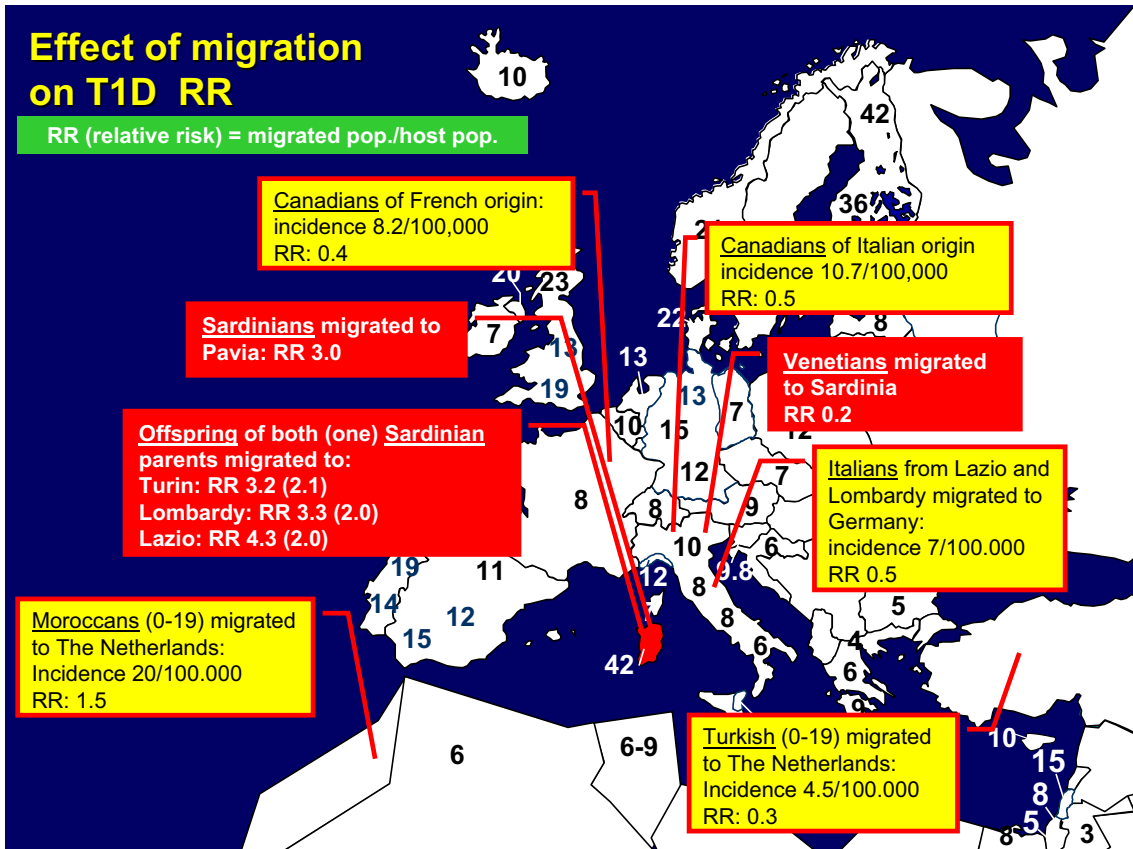 Effect of migration
on T1D RR
RR (relative risk) = migrated pop./host pop.
10
42
36
Canadians of French origin:
incidence 8.2/100,000
RR: 0.4
Canadians of Italian origin
incidence 10.7/100,000
RR: 0.5
20
23
22
8
Sardinians migrated to
Pavia: RR 3.0
7
13
13
19
13
7
10
15
12
12
7
Venetians migrated
to Sardinia
RR 0.2
Offspring of both (one) Sardinian
parents migrated to:
Turin: RR 3.2 (2.1)
Lombardy: RR 3.3 (2.0)
Lazio: RR 4.3 (2.0)
8
8
9
10
6
Italians from Lazio and
Lombardy migrated to
Germany:
incidence 7/100.000
RR 0.5
19
11
12
9.8
14
12
15
8
8
6
5
4
6
9
42
Moroccans (0-19) migrated
to The Netherlands:
Incidence 20/100.000
RR: 1.5
6
6-9
Turkish (0-19) migrated
to The Netherlands:
Incidence 4.5/100.000
RR: 0.3
10
15
8
5
8
3